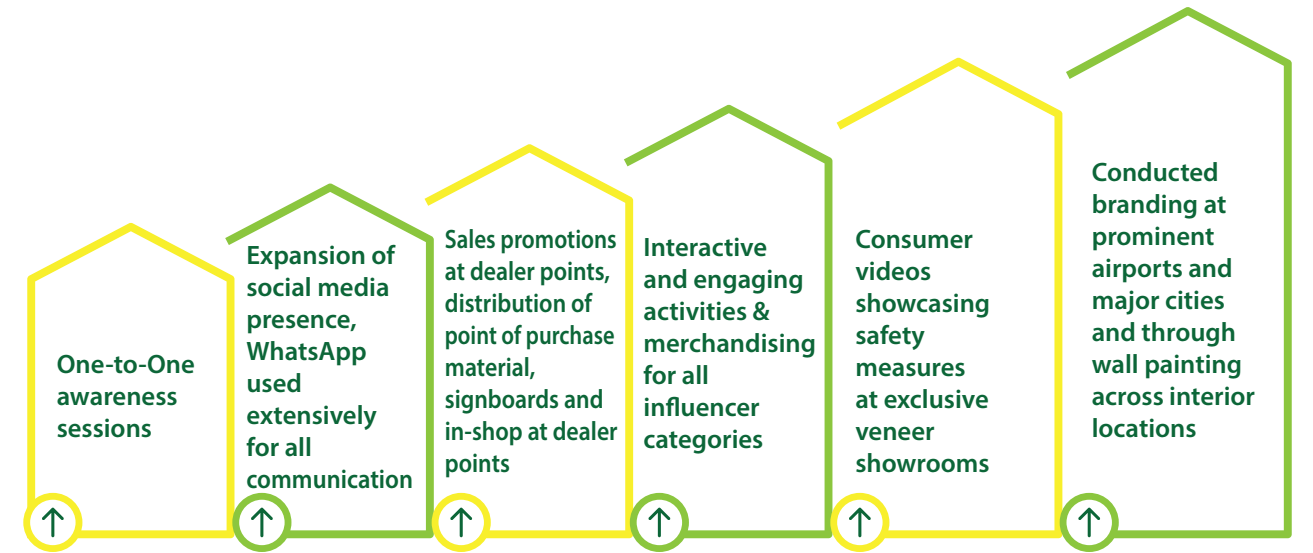 One-to-One
awareness
sessions
Expansion of
social media
presence,
WhatsApp
used
extensively
for all
communication
Sales promotions
at dealer points,
distribution of
point of purchase
material,
signboards and
in-shop at dealer
points
Interactive
and engaging
activities &
merchandising
for all
influencer
categories
Consumer
videos
showcasing
safety
measures
at exclusive
veneer
showrooms
Conducted
branding at
prominent
airports and
major cities
and through
wall painting
across interior
locations